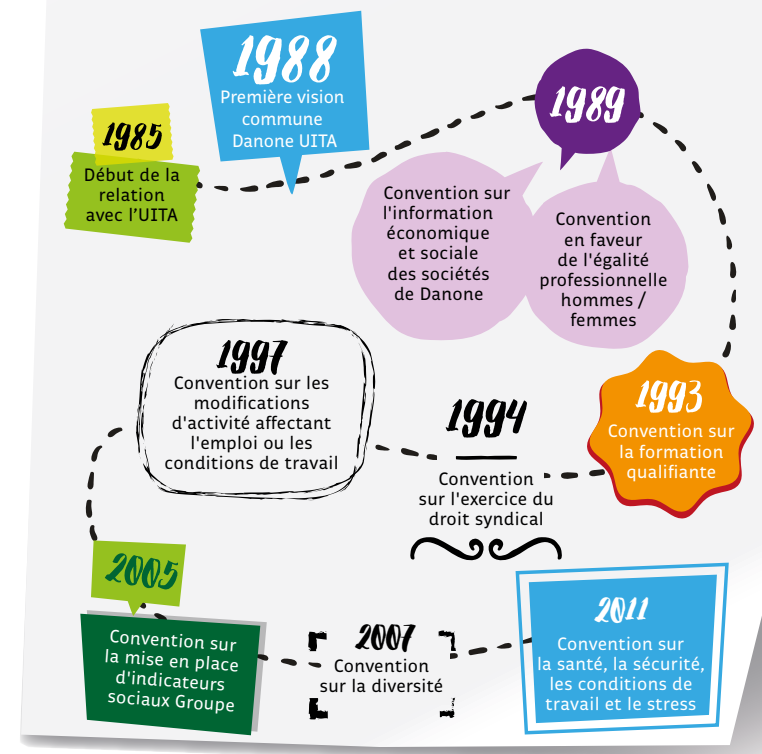 1985
Début de la
relation
avec l'UITA
1988
Première vision
commune
Danone UITA
1989
Convention sur
l'information
économique
et sociale
des sociétés
de Danone
Convention
en faveur
de l'égalité
professionnelle
hommes /
femmes
1993
Convention sur
la formation
qualifiante
1994
Convention
sur l'exercice du
droit syndical
1997
Convention sur les
modifications
d'activité affectant
l'emploi ou les
conditions de travail
2005
Convention sur
la mise en place
d'indicateurs
sociaux Groupe
2007
Convention
sur la diversité
2011
Convention sur
la santé, la sécurité,
les conditions de
travail et le stress